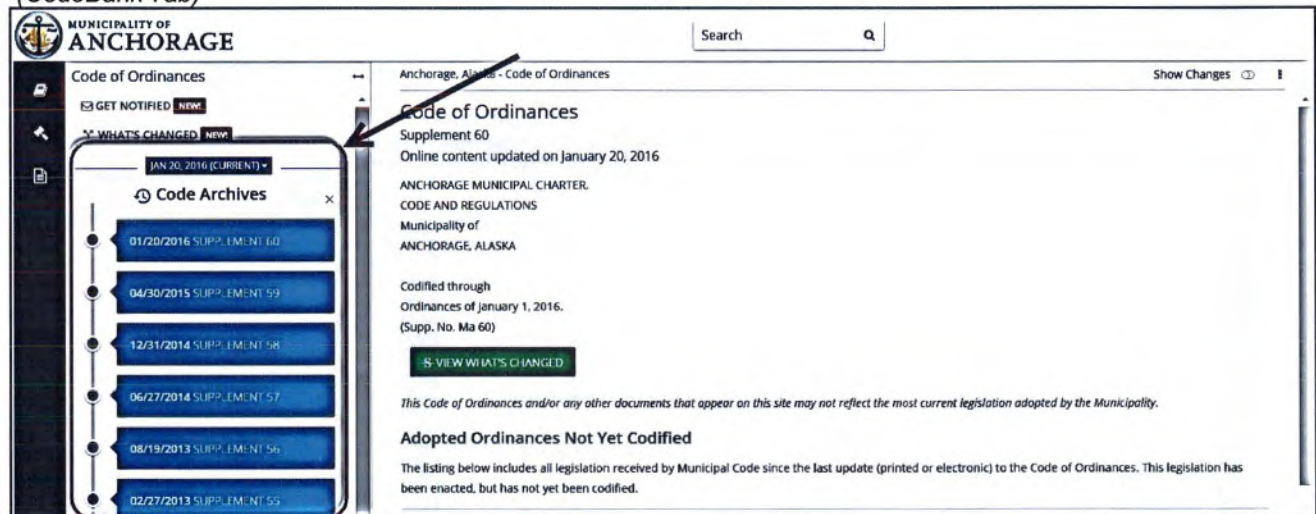 (CodeBank Tab)
MUNICIPALITY OF
ANCHORAGE
Search
Code of Ordinances
GET NOTIFIED NEW!
WHAT'S CHANGED NEW!
JAN 20, 2016 (CURRENT)
Code Archives
×
01/20/2016 SUPPLEMENT 60
04/30/2015 SUPPLEMENT 59
12/31/2014 SUPPLEMENT 58
06/27/2014 SUPPLEMENT 57
08/19/2013 SUPPLEMENT 56
02/27/2013 SUPPLEMENT 55
Anchorage, Alaska - Code of Ordinances
Show Changes
Code of Ordinances
Supplement 60
Online content updated on January 20, 2016
ANCHORAGE MUNICIPAL CHARTER,
CODE AND REGULATIONS
Municipality of
ANCHORAGE, ALASKA
Codified through
Ordinances of January 1, 2016.
(Supp. No. Ma 60)
VIEW WHAT'S CHANGED
This Code of Ordinances and/or any other documents that appear on this site may not reflect the most current legislation adopted by the Municipality.
Adopted Ordinances Not Yet Codified
The listing below includes all legislation received by Municipal Code since the last update (printed or electronic) to the Code of Ordinances. This legislation has
been enacted, but has not yet been codified.